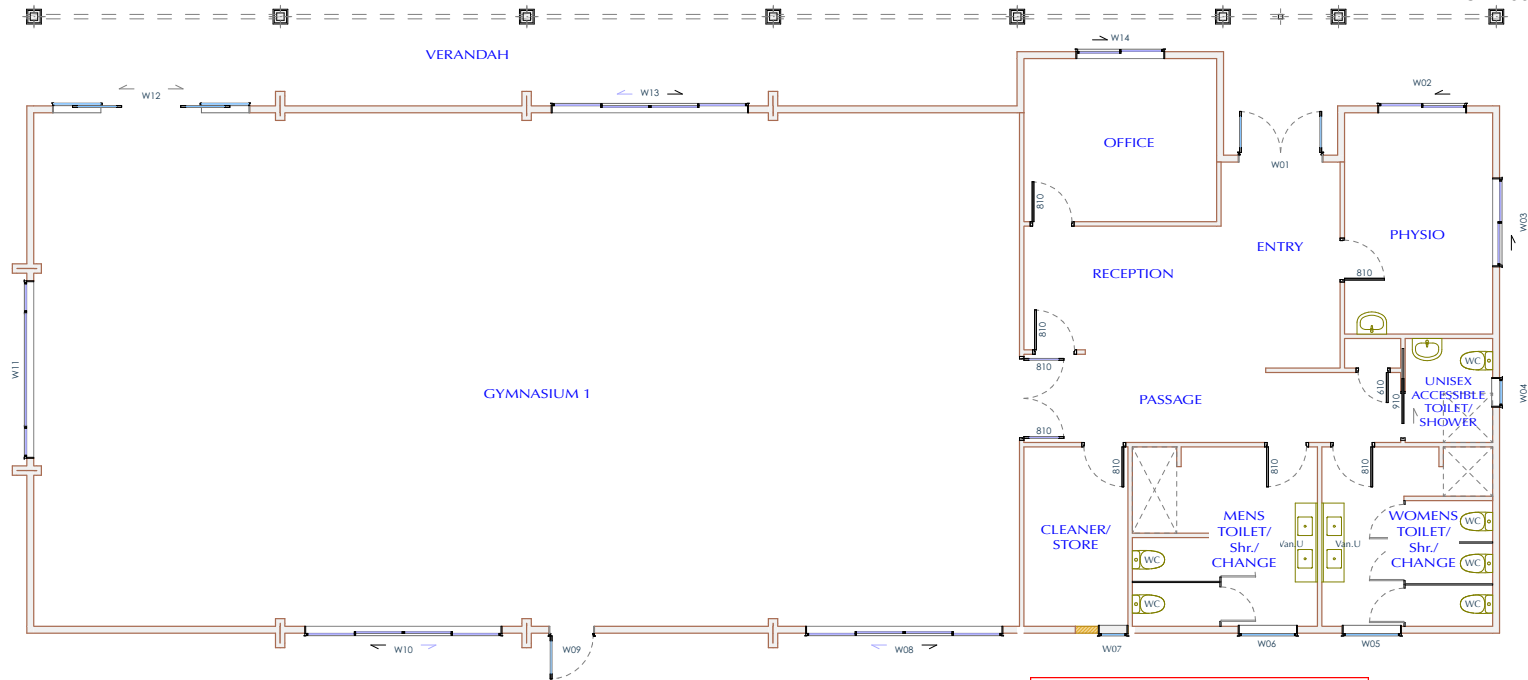 W14
VERANDAH
W12
W13
W02
OFFICE
W01
810
W03
PHYSIO
ENTRY
RECEPTION
810
810
W11
810
GYMNASIUM 1
PASSAGE
610
910
WC
UNISEX
ACCESSIBLE
TOILET/
SHOWER
W04
810
810
810
810
CLEANER/
STORE
MENS
TOILET/
Shr./
CHANGE
Van.U
Van.U
WOMENS
TOILET/
Shr./
CHANGE
WC
WC
WC
WC
WC
W10
W09
W08
W07
W06
W05